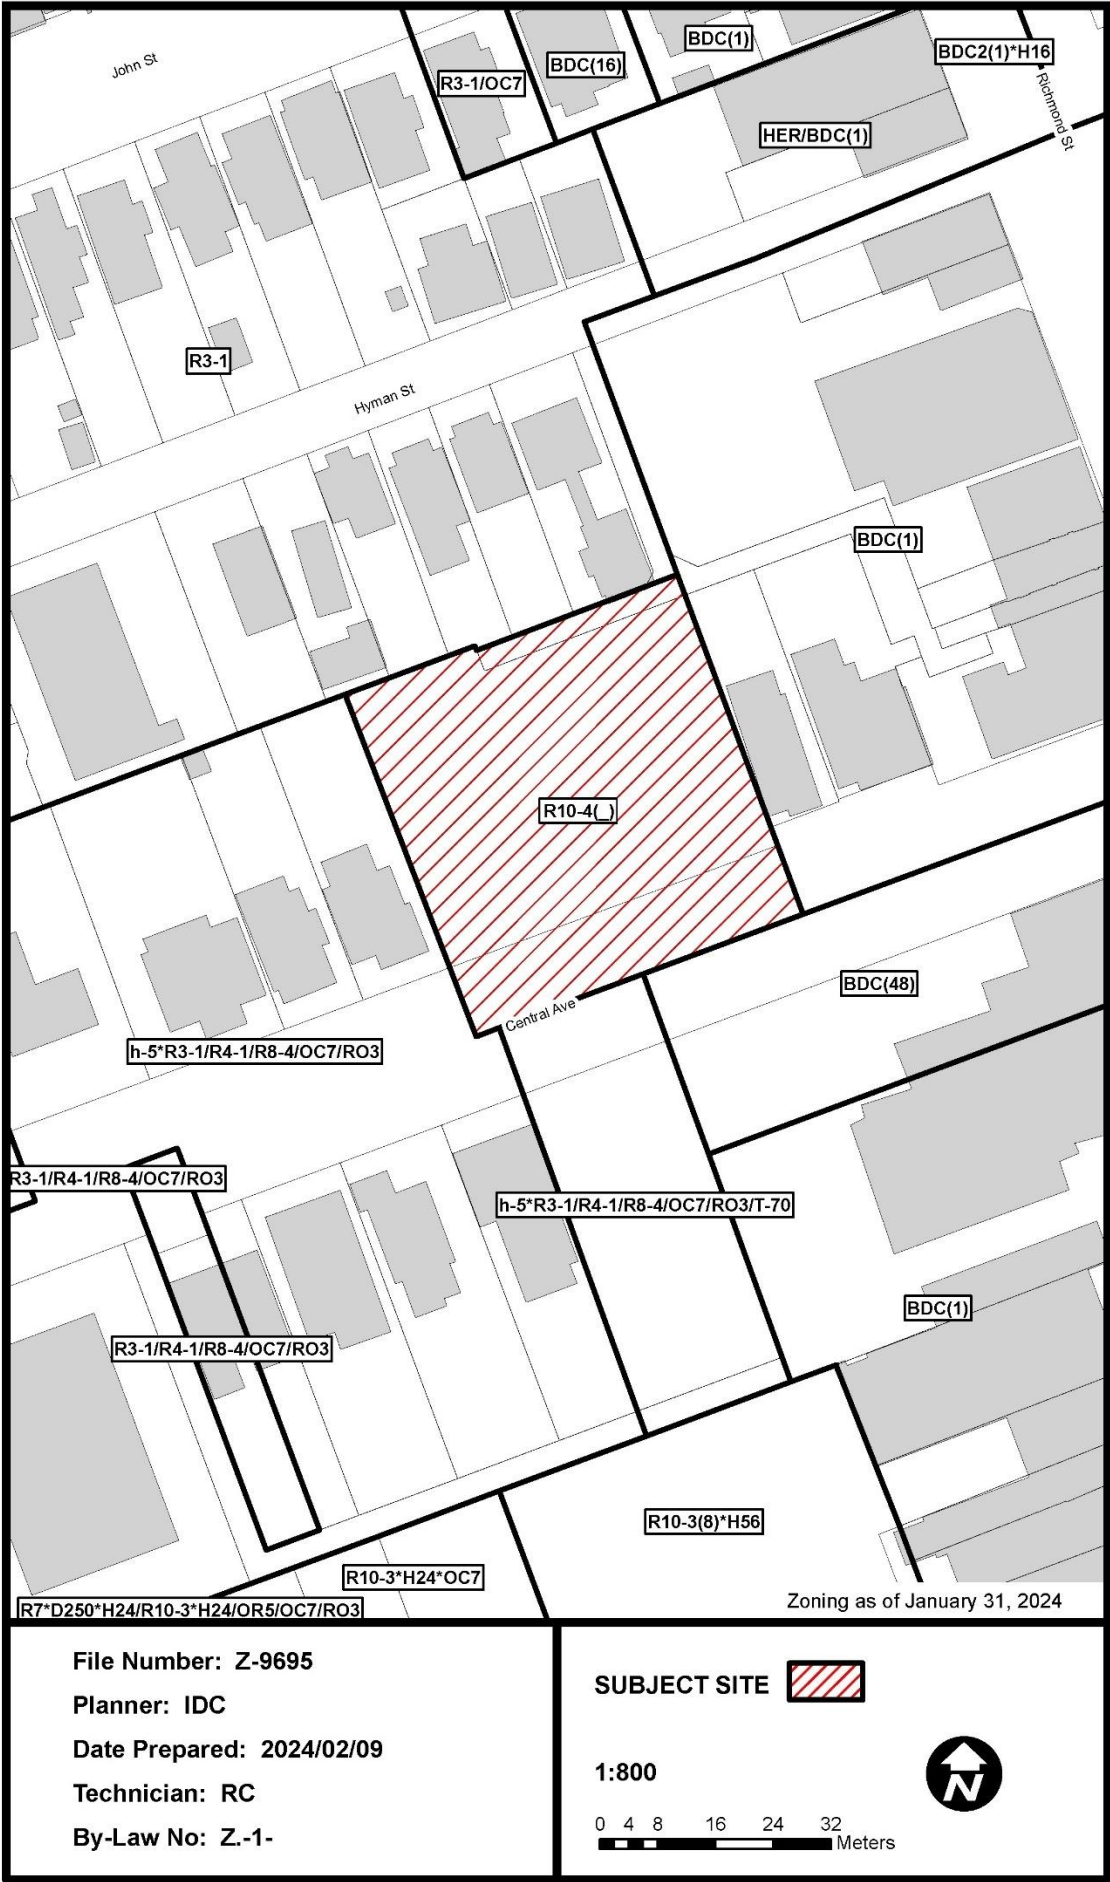 John St
R3-1/OC7
BDC(16)
BDC(1)
BDC2(1)*H16
Richmond St
HER/BDC(1)
R3-1
Hyman St
BDC(1)
R10-4(_)
BDC(48)
Central Ave
h-5*R3-1/R4-1/R8-4/OC7/RO3
R3-1/R4-1/R8-4/OC7/RO3
h-5*R3-1/R4-1/R8-4/OC7/RO3/T-70
BDC(1)
R3-1/R4-1/R8-4/OC7/RO3
R10-3(8)*H56
R10-3*H24*OC7
R7*D250*H24/R10-3*H24/OR5/OC7/RO3
Zoning as of January 31, 2024
File Number: Z-9695
Planner: IDC
Date Prepared: 2024/02/09
Technician: RC
By-Law No: Z.-1-
SUBJECT SITE
1:800
0 4 8 16 24 32
Meters
N